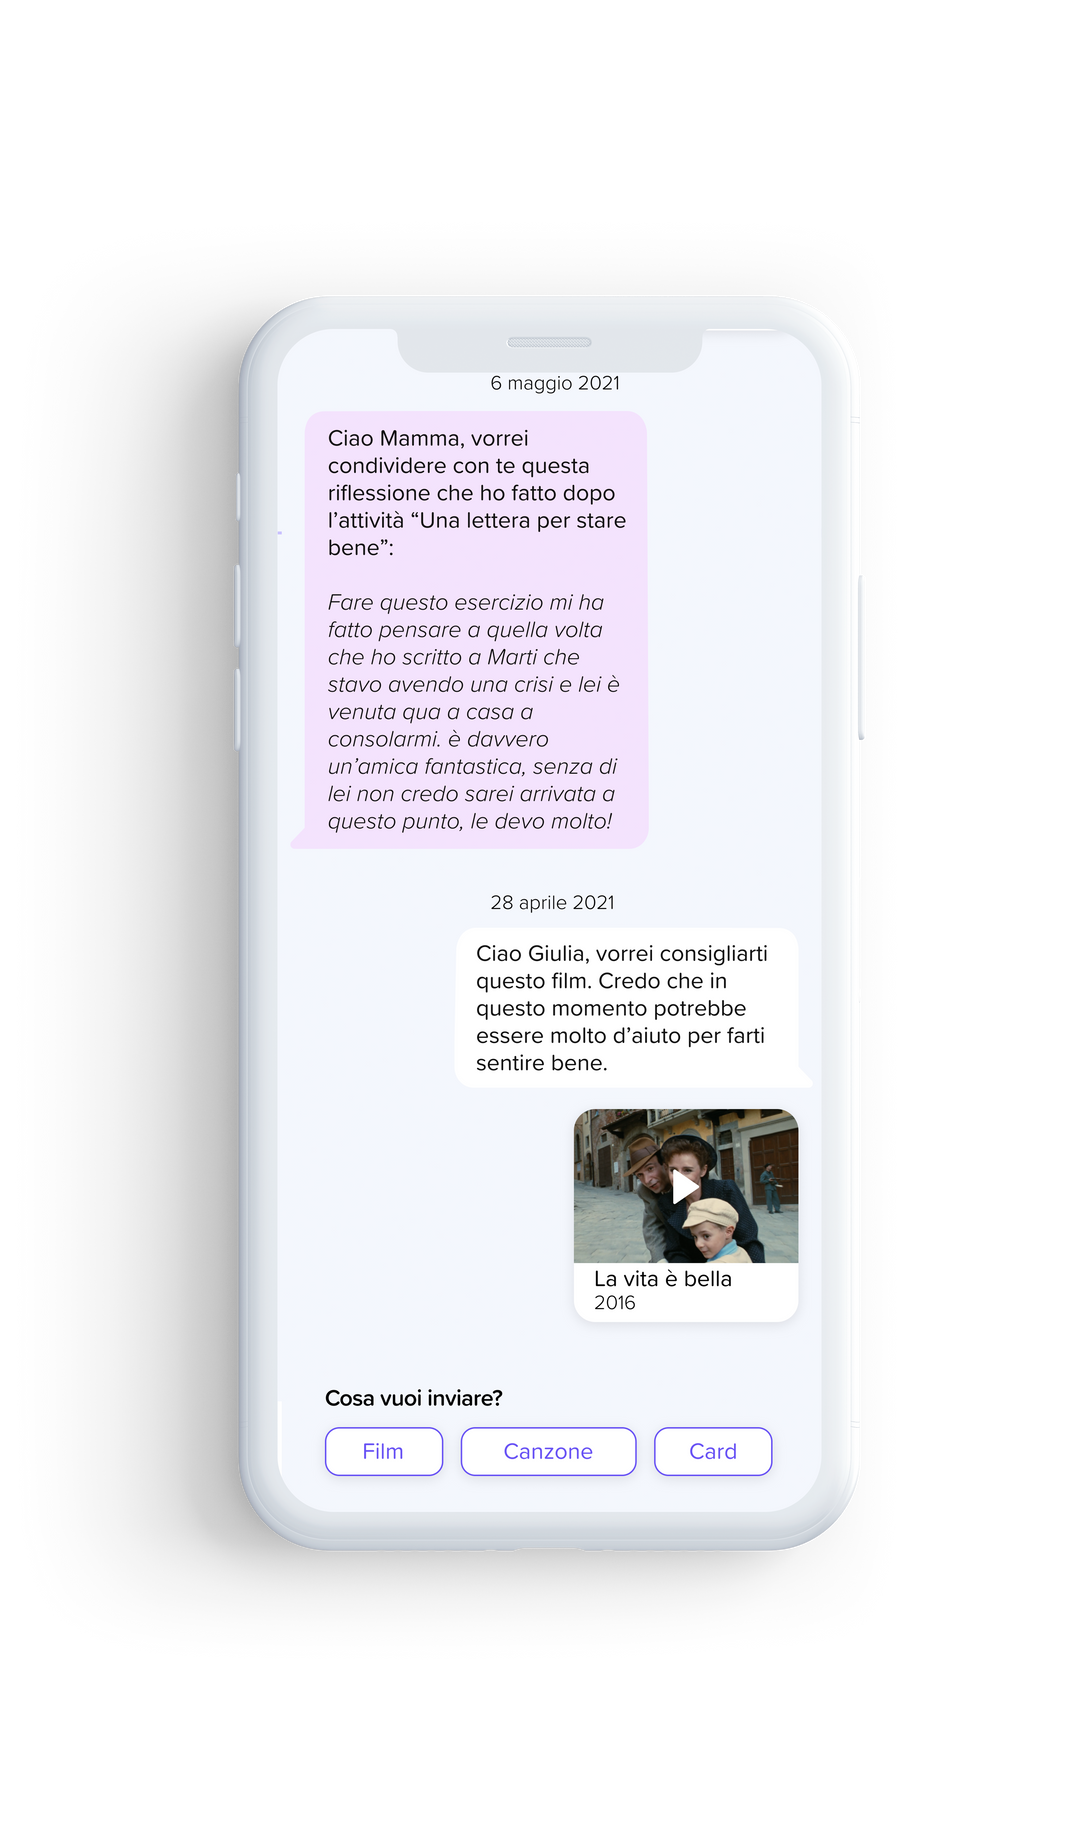 6 maggio 2021
Ciao Mamma, vorrei
condividere con te questa
riflessione che ho fatto dopo
l’attività “Una lettera per stare
bene”:
Fare questo esercizio mi ha
fatto pensare a quella volta
che ho scritto a Marti che
stavo avendo una crisi e lei è
venuta qua a casa a
consolarmi. è davvero
un’amica fantastica, senza di
lei non credo sarei arrivata a
questo punto, le devo molto!
28 aprile 2021
Ciao Giulia, vorrei consigliarti
questo film. Credo che in
questo momento potrebbe
essere molto d’aiuto per farti
sentire bene.
La vita è bella
2016
Cosa vuoi inviare?
Film
Canzone
Card